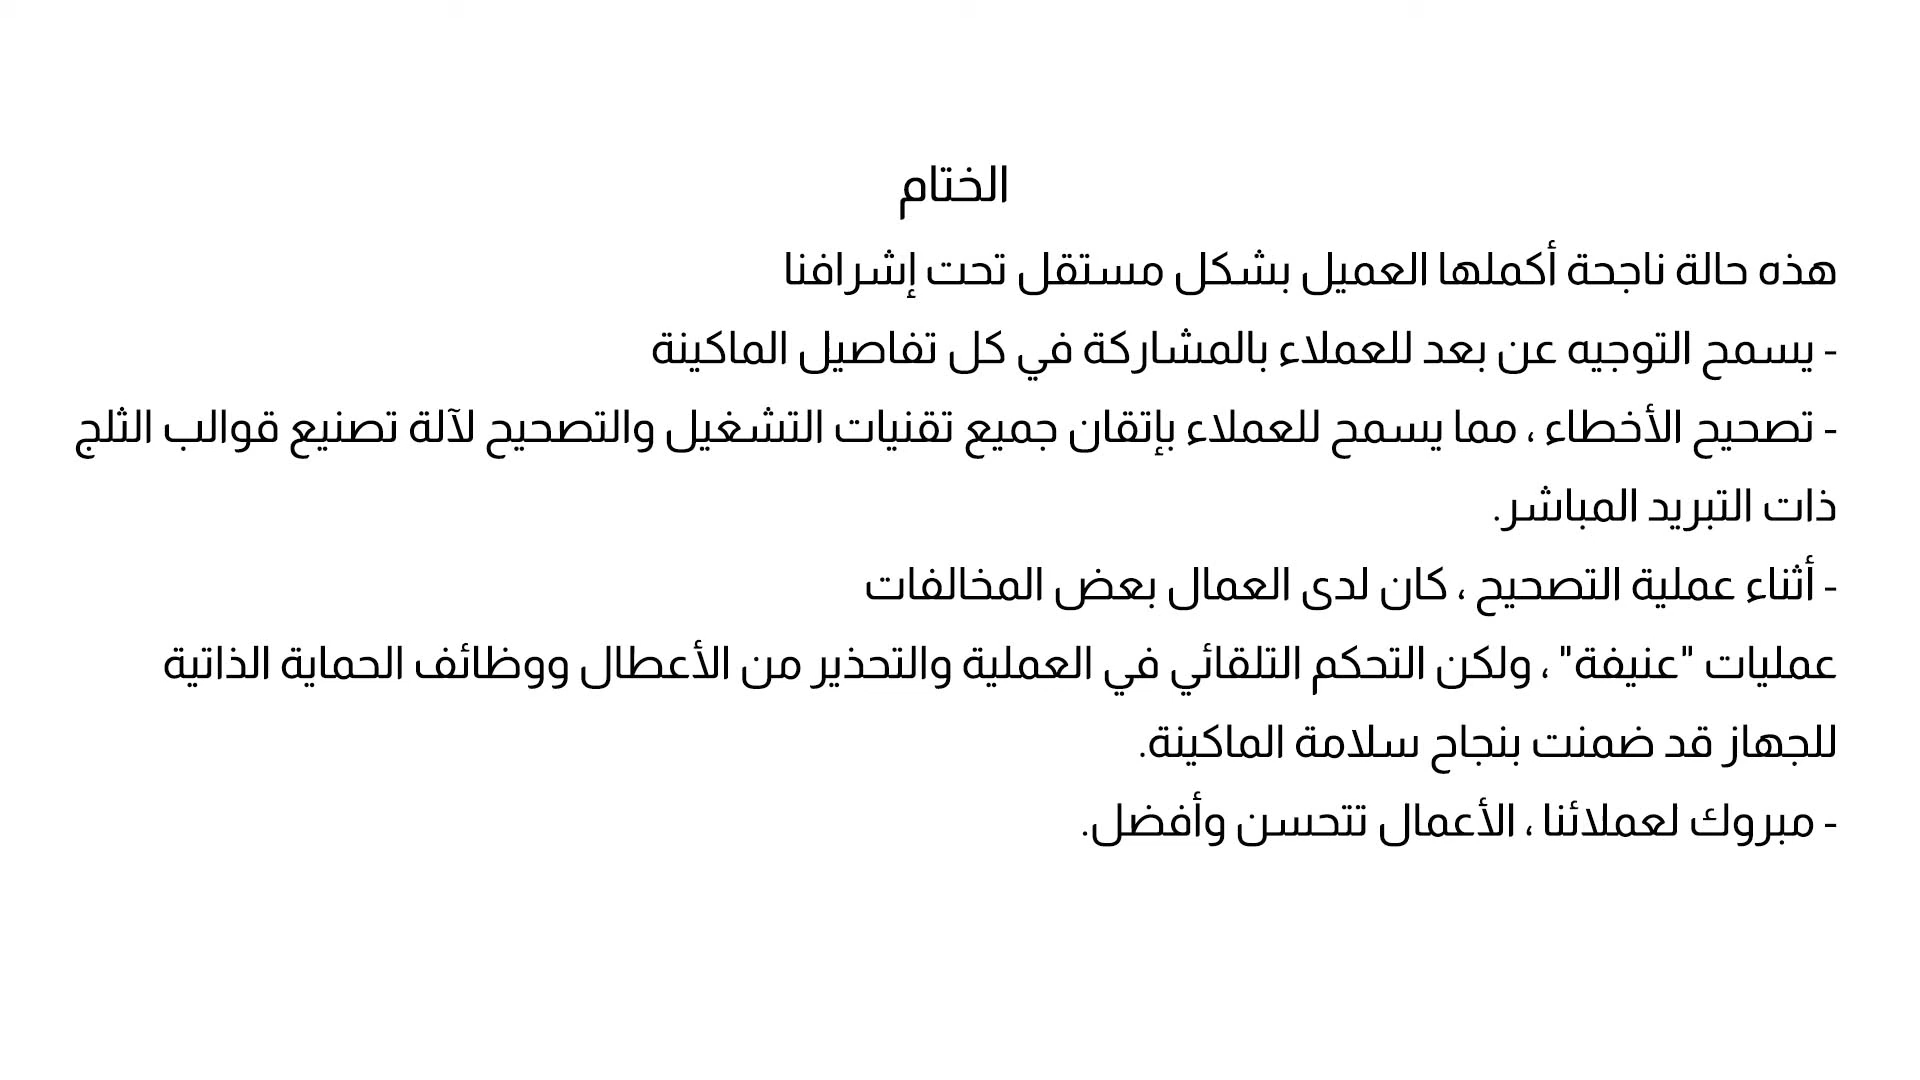 الختام
هذه حالة ناجحة أكملها العميل بشكل مستقل تحت إشرافنا
- يسمح التوجيه عن بعد للعملاء بالمشاركة في كل تفاصيل الماكينة
- تصحيح الأخطاء ، مما يسمح للعملاء بإتقان جميع تقنيات التشغيل والتصحيح لآلة تصنيع قوالب الثلج
ذات التبريد المباشر.
- أثناء عملية التصحيح ، كان لدى العمال بعض المخالفات
عمليات "عنيفة" ، ولكن التحكم التلقائي في العملية والتحذير من الأعطال ووظائف الحماية الذاتية
للجهاز قد ضمنت بنجاح سلامة الماكينة.
- مبروك لعملائنا ، الأعمال تتحسن وأفضل.